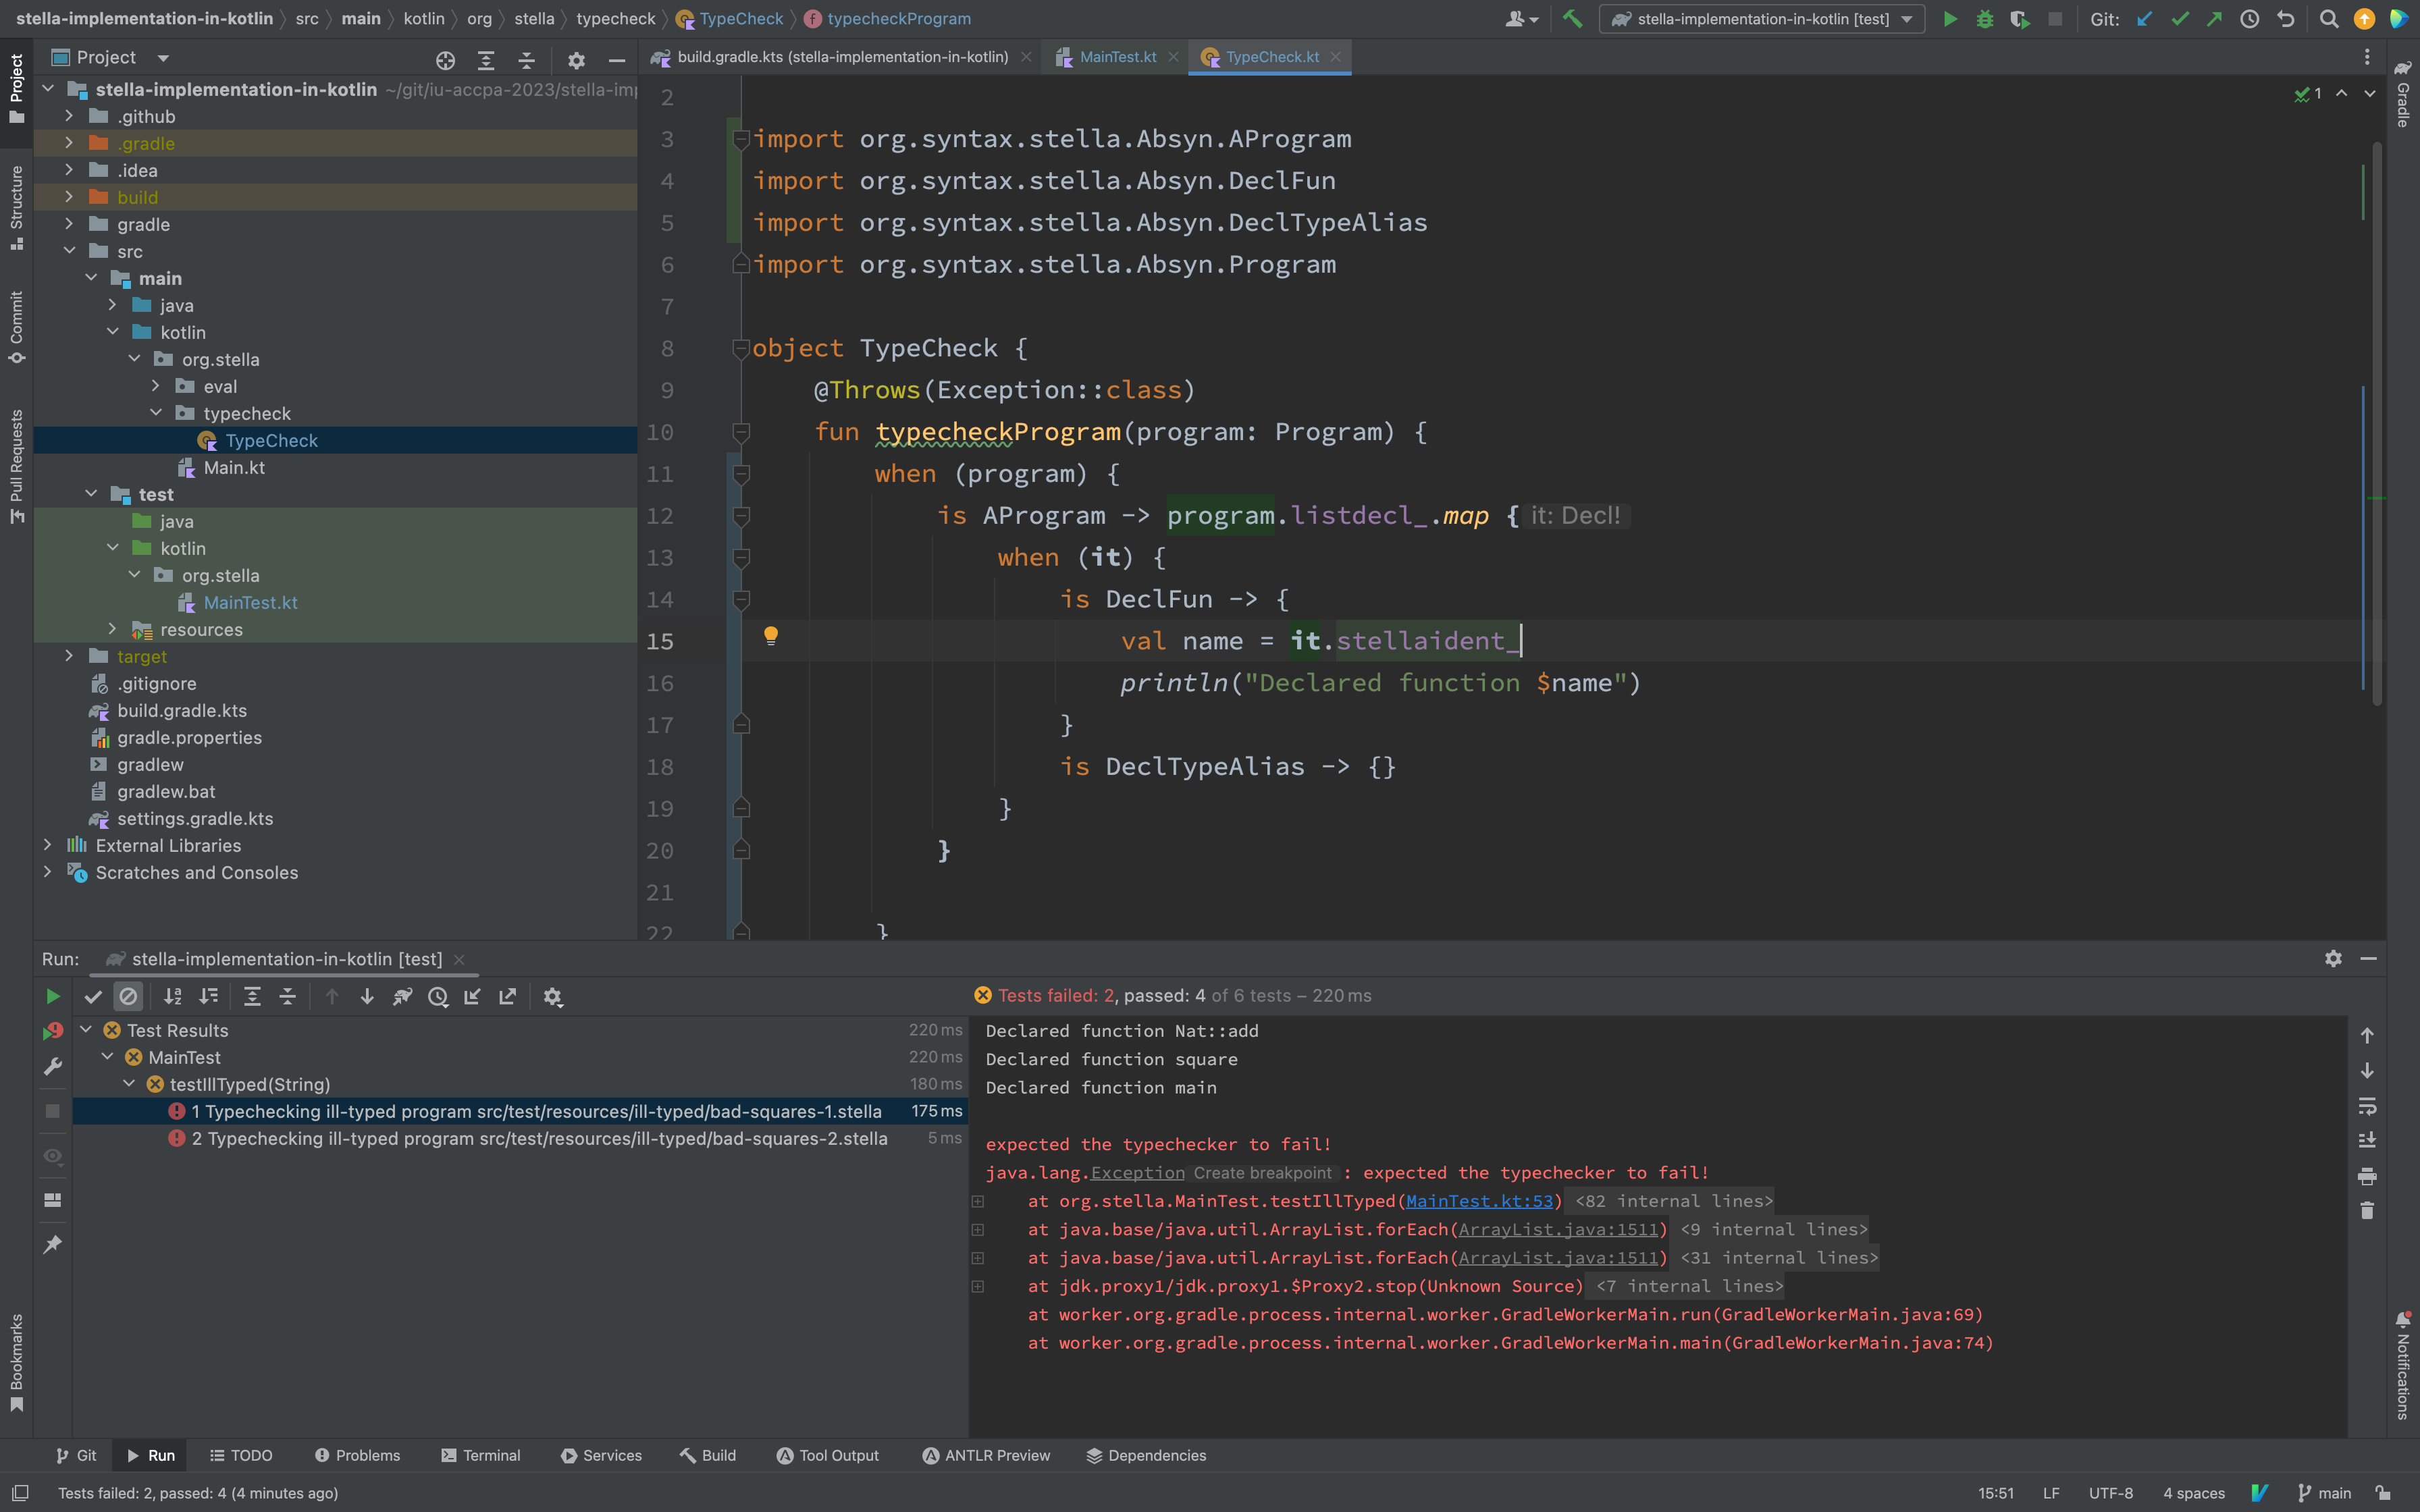 stella-implementation-in-kotlin src main kotlin org stella typecheck TypeCheck f typecheckProgram stella-implementation-in-kotlin [test] Git:
Project
build.gradle.kts (stella-implementation-in-kotlin) MainTest.kt TypeCheck.kt
Project
Structure
Commit
Pull Requests
Bookmarks
stella-implementation-in-kotlin ~/git/iu-accpa-2023/stella-imp
.github
.gradle
.idea
build
gradle
src
main
java
kotlin
org.stella
eval
typecheck
TypeCheck
Main.kt
test
java
kotlin
org.stella
MainTest.kt
resources
target
.gitignore
build.gradle.kts
gradle.properties
gradlew
gradlew.bat
settings.gradle.kts
External Libraries
Scratches and Consoles
1
2
3 import org.syntax.stella.Absyn.AProgram
4 import org.syntax.stella.Absyn.DeclFun
5 import org.syntax.stella.Absyn.DeclTypeAlias
6 import org.syntax.stella.Absyn.Program
7
8 object TypeCheck {
9 @Throws(Exception::class)
10 fun typecheckProgram(program: Program) {
11 when (program) {
12 is AProgram -> program.listdecl_.map { it: Decl!
13 when (it) {
14 is DeclFun -> {
15 val name = it.stellaident_
16 println("Declared function $name")
17 }
18 is DeclTypeAlias -> {}
19 }
20 }
21
22 }
Gradle
Notifications
Run: stella-implementation-in-kotlin [test]
Tests failed: 2, passed: 4 of 6 tests – 220 ms
Test Results 220 ms
MainTest 220 ms
testIllTyped(String) 180 ms
1 Typechecking ill-typed program src/test/resources/ill-typed/bad-squares-1.stella 175 ms
2 Typechecking ill-typed program src/test/resources/ill-typed/bad-squares-2.stella 5 ms
Declared function Nat::add
Declared function square
Declared function main
expected the typechecker to fail!
java.lang.Exception Create breakpoint : expected the typechecker to fail!
at org.stella.MainTest.testIllTyped(MainTest.kt:53) <82 internal lines>
at java.base/java.util.ArrayList.forEach(ArrayList.java:1511) <9 internal lines>
at java.base/java.util.ArrayList.forEach(ArrayList.java:1511) <31 internal lines>
at jdk.proxy1/jdk.proxy1.$Proxy2.stop(Unknown Source) <7 internal lines>
at worker.org.gradle.process.internal.worker.GradleWorkerMain.run(GradleWorkerMain.java:69)
at worker.org.gradle.process.internal.worker.GradleWorkerMain.main(GradleWorkerMain.java:74)
Git Run TODO Problems Terminal Services Build Tool Output ANTLR Preview Dependencies
Tests failed: 2, passed: 4 (4 minutes ago) 15:51 LF UTF-8 4 spaces main